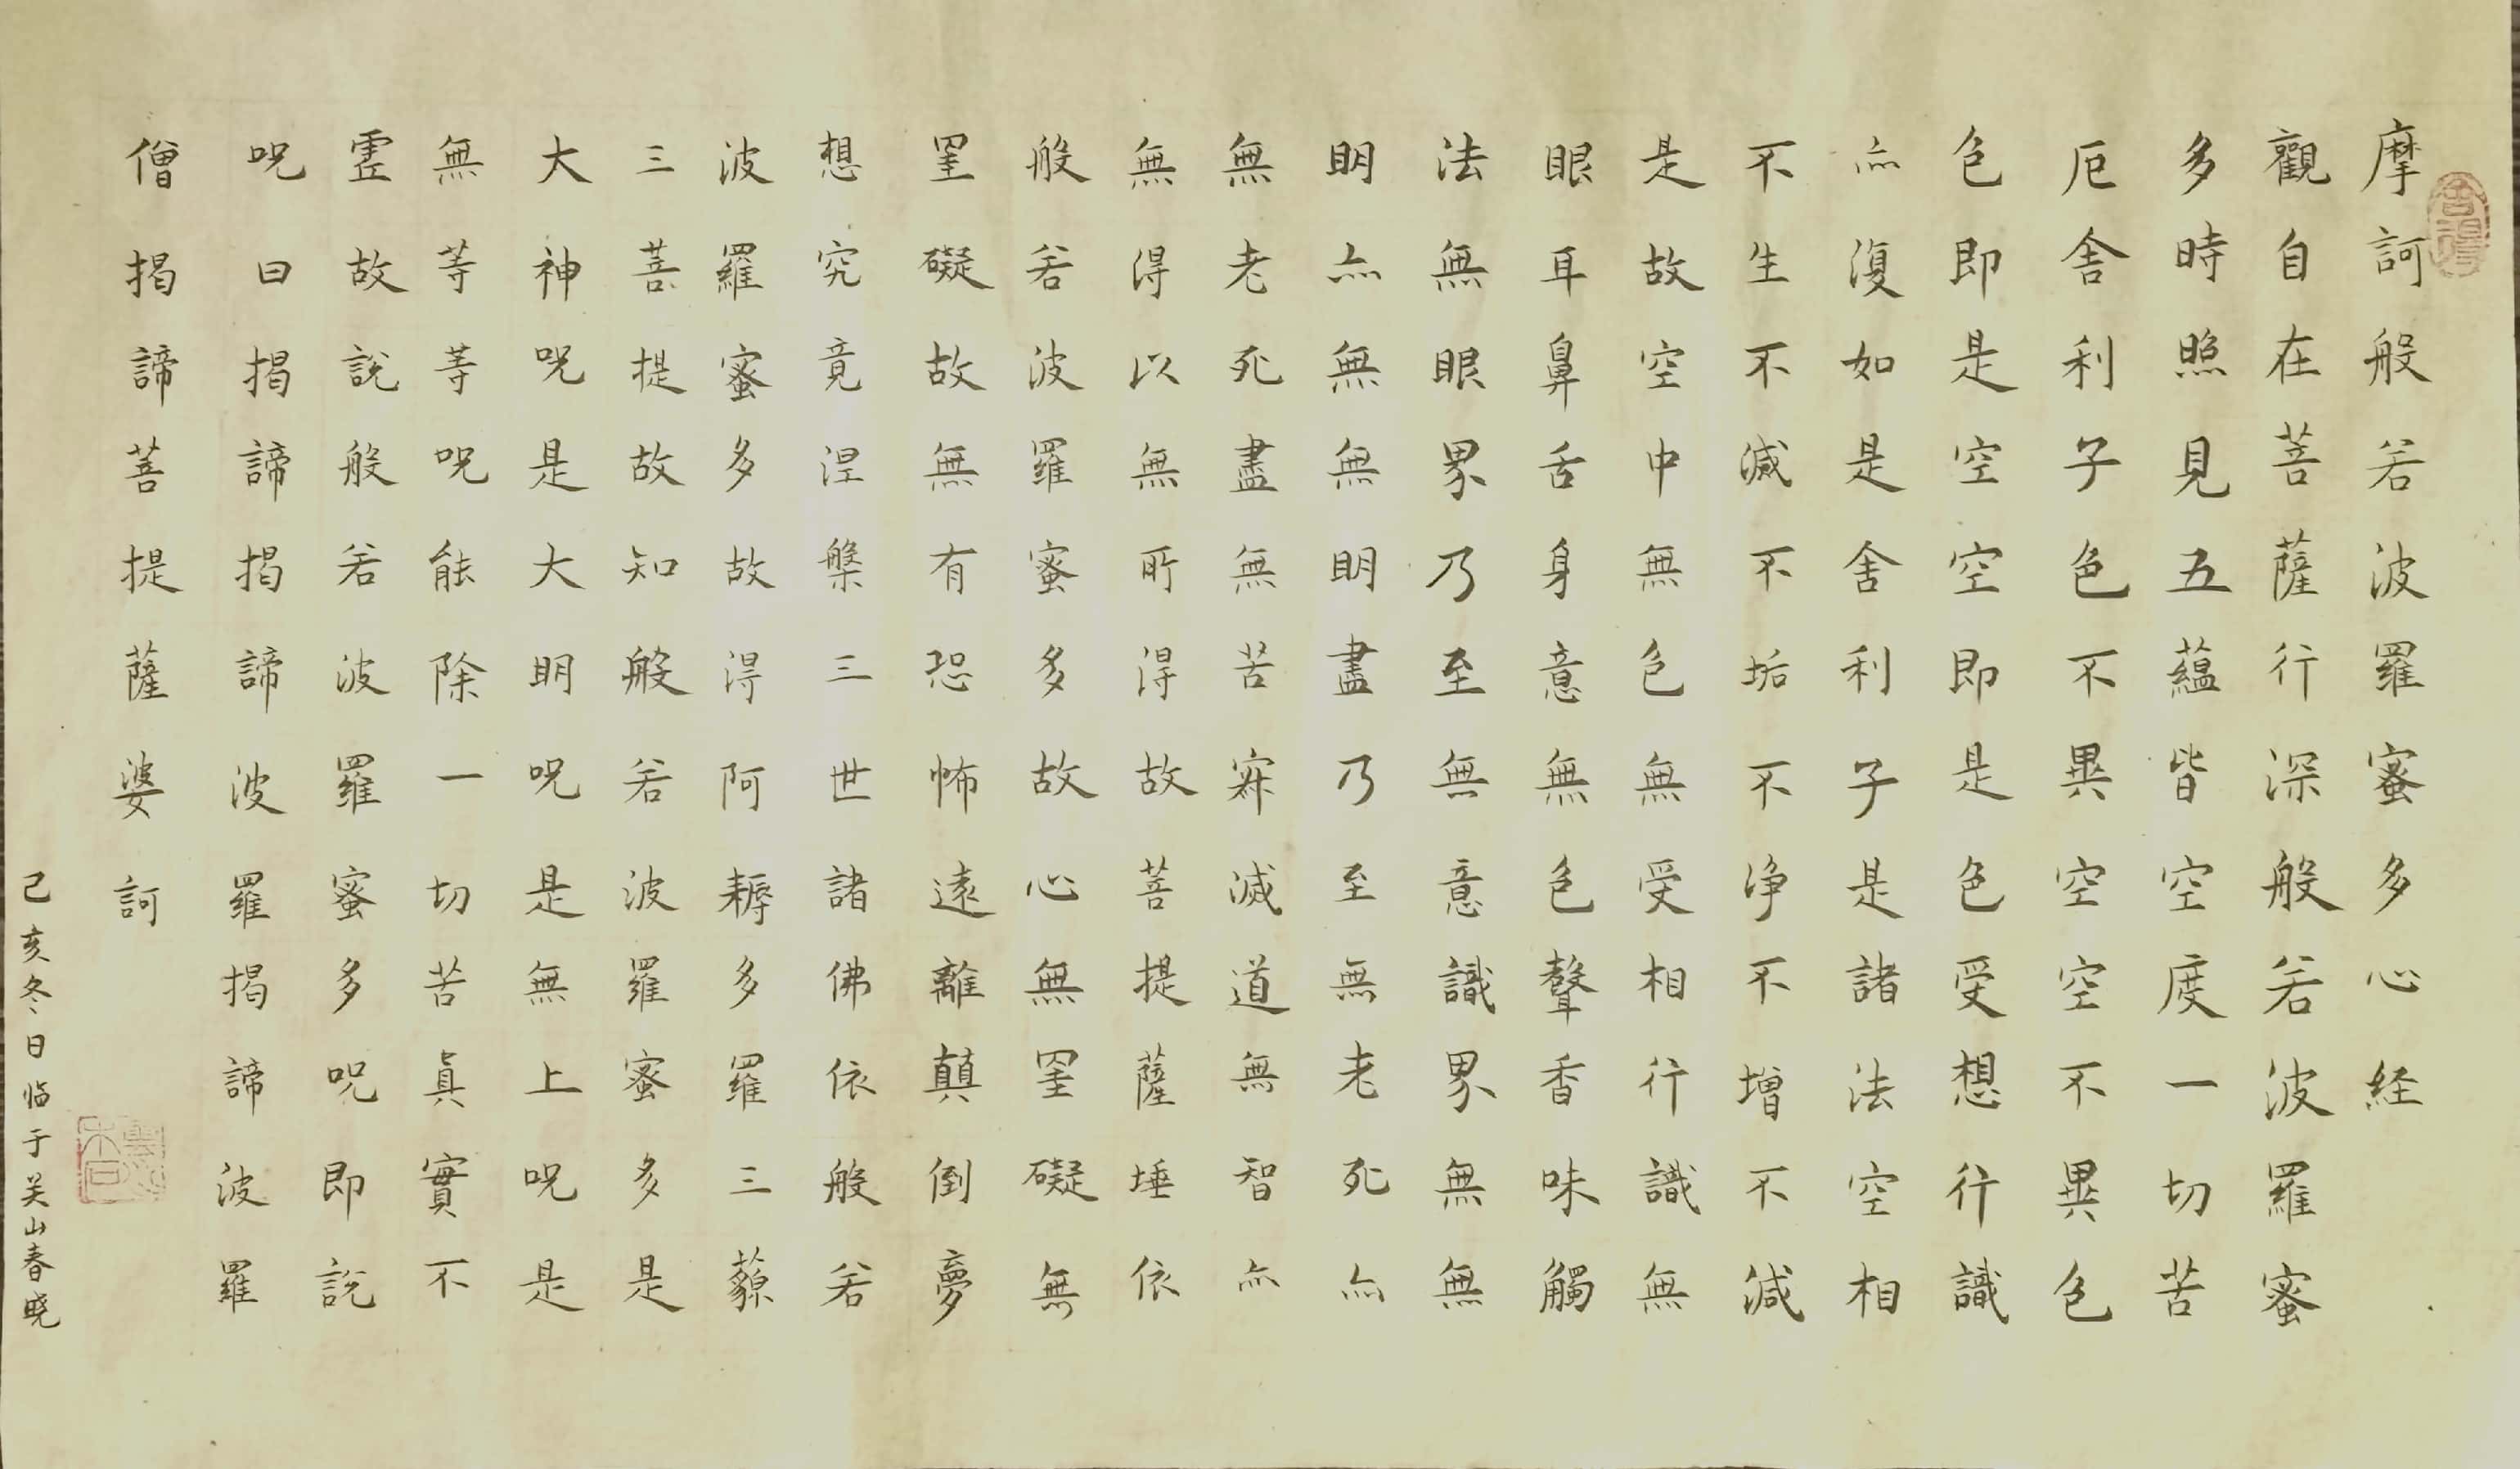 舍得
摩訶般若波羅蜜多心経
觀自在菩薩行深般若波羅蜜
多時照見五蘊皆空度一切苦
厄舎利子色不異空空不異色
色即是空空即是色受想行識
亦復如是舎利子是諸法空相
不生不滅不垢不净不增不減
是故空中無色無受相行識無
眼耳鼻舌身意無色聲香味觸
法無眼界乃至無意識界無無
明亦無無明盡乃至無老死亦
無老死盡無苦寂滅道無智亦
無得以無所得故菩提薩埵依
般若波羅蜜多故心無罣礙無
罣礙故無有恐怖遠離顛倒夢
想究竟涅槃三世諸佛依般若
波羅蜜多故得阿耨多羅三藐
三菩提故知般若波羅蜜多是
大神呪是大明呪是無上呪是
無等等呪能除一切苦真實不
虚故說般若波羅蜜多呪即說
呪曰揭諦揭諦波羅揭諦波羅
僧揭諦菩提薩婆訶
己亥冬日临于关山春晓